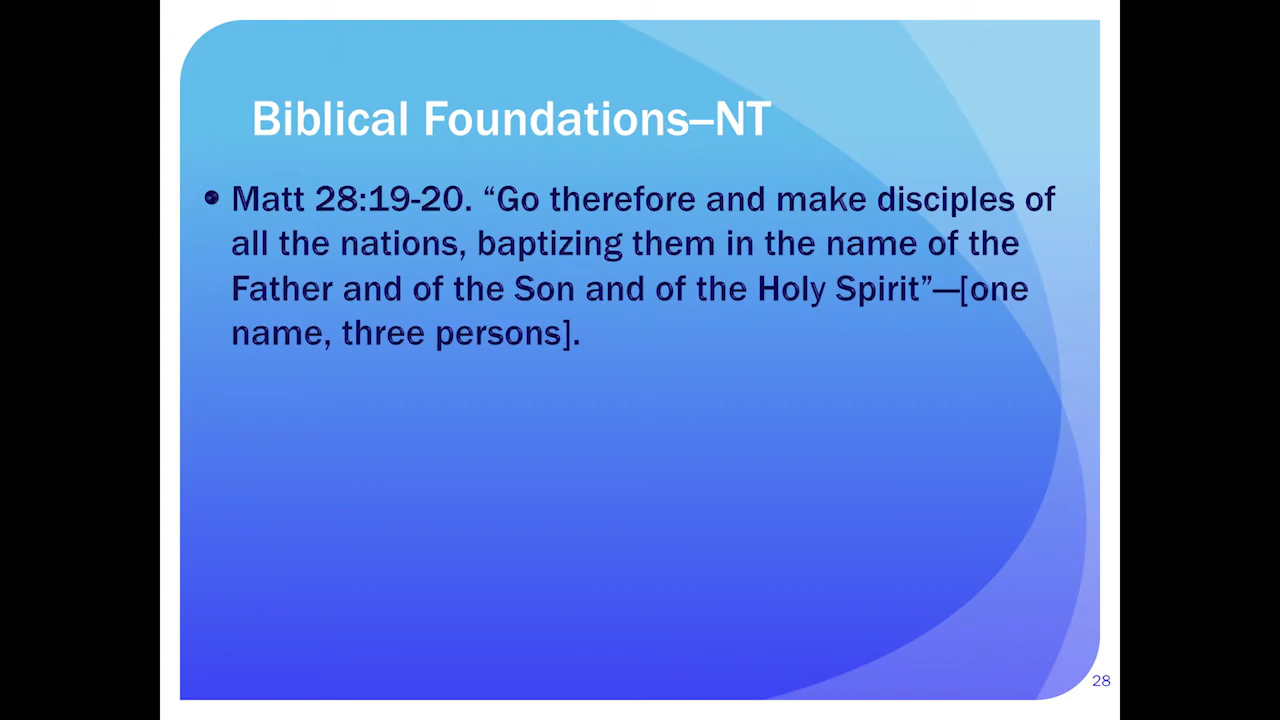 Biblical Foundations–NT
• Matt 28:19-20. “Go therefore and make disciples of
all the nations, baptizing them in the name of the
Father and of the Son and of the Holy Spirit”—[one
name, three persons].
28